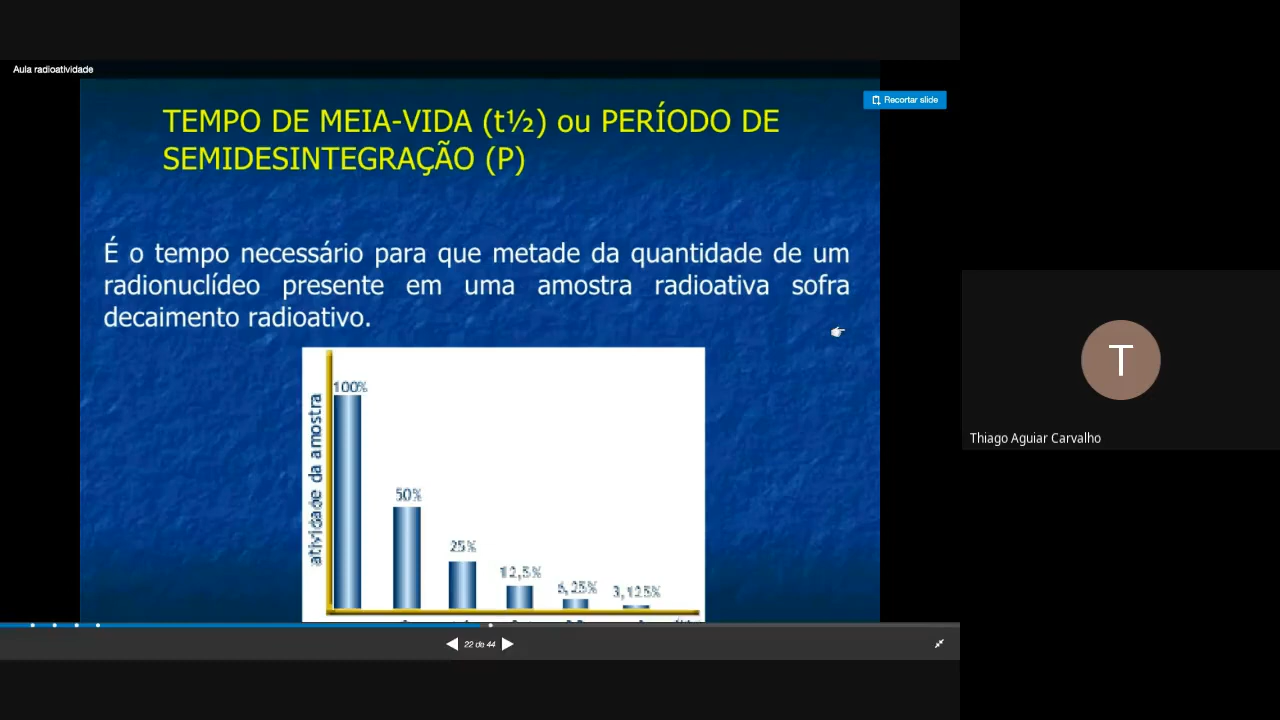 Aula radioatividade
Recortar slide
TEMPO DE MEIA-VIDA (t½) ou PERÍODO DE
SEMIDESINTEGRAÇÃO (P)
É o tempo necessário para que metade da quantidade de um
radionuclídeo presente em uma amostra radioativa sofra
decaimento radioativo.
atividade da amostra
100%
50%
25%
12,5%
6,25%
3,125%
22 de 44
T
Thiago Aguiar Carvalho